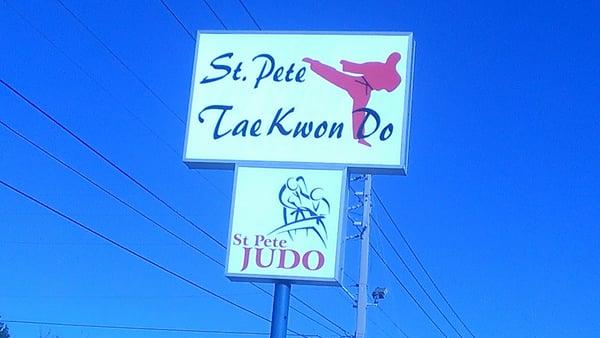 St. Pete
Tae Kwon Do
St Pete
JUDO